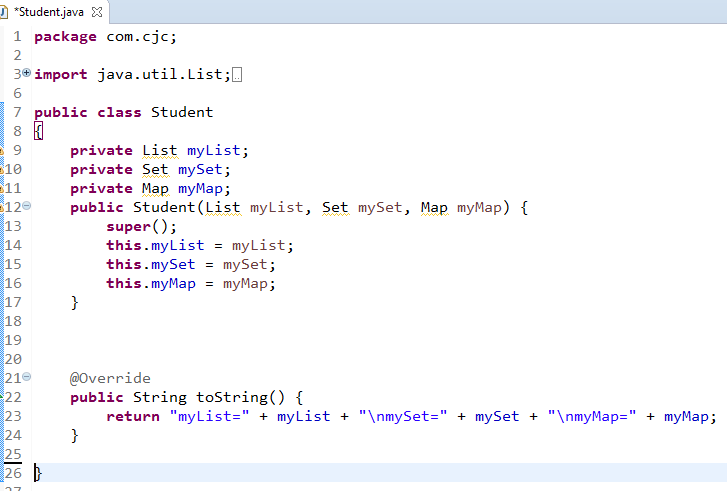 *Student.java
1 package com.cjc;
2
3 import java.util.List;
6
7 public class Student
8 {
9 private List myList;
10 private Set mySet;
11 private Map myMap;
12 public Student(List myList, Set mySet, Map myMap) {
13 super();
14 this.myList = myList;
15 this.mySet = mySet;
16 this.myMap = myMap;
17 }
18
19
20
21 @Override
22 public String toString() {
23 return "myList=" + myList + "\nmySet=" + mySet + "\nmyMap=" + myMap;
24 }
25
26 }
27